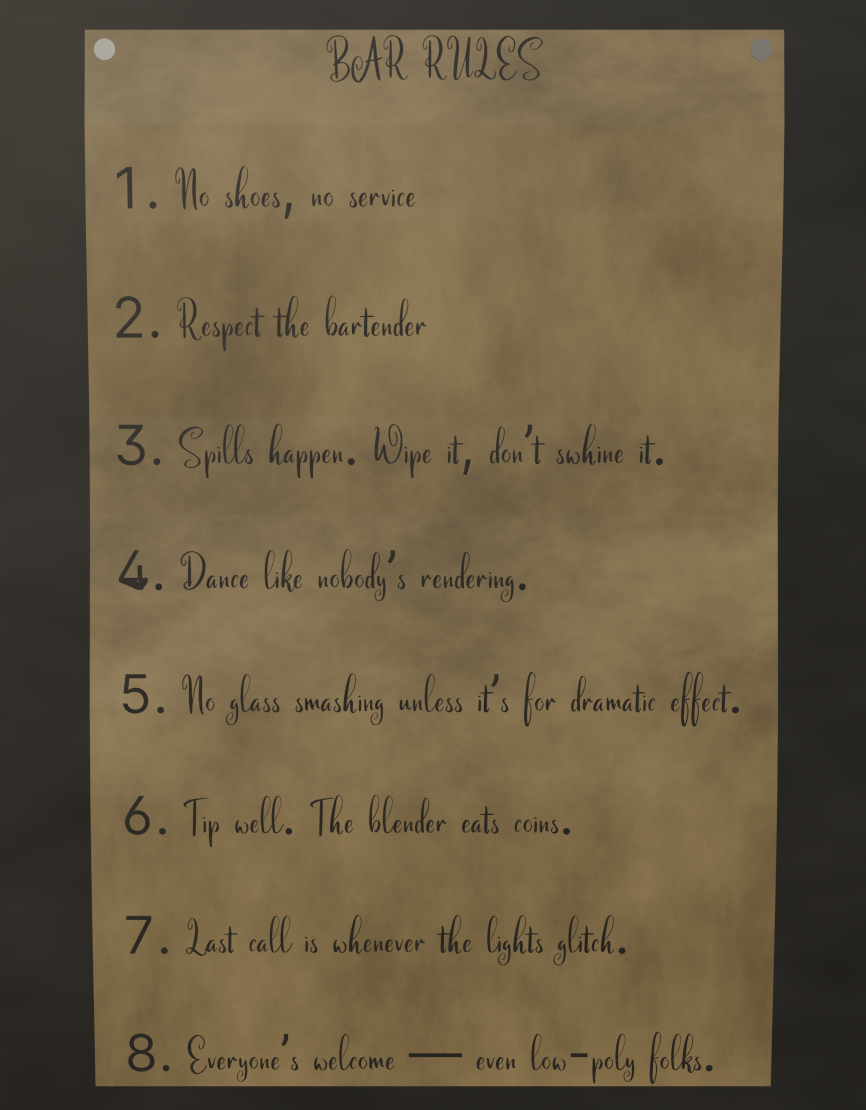 BAR RULES
1. No shoes, no service
2. Respect the bartender
3. Spills happen. Wipe it, don't swhine it.
4. Dance like nobody's rendering.
5. No glass smashing unless it's for dramatic effect.
6. Tip well. The blender eats coins.
7. Last call is whenever the lights glitch.
8. Everyone's welcome — even low-poly folks.